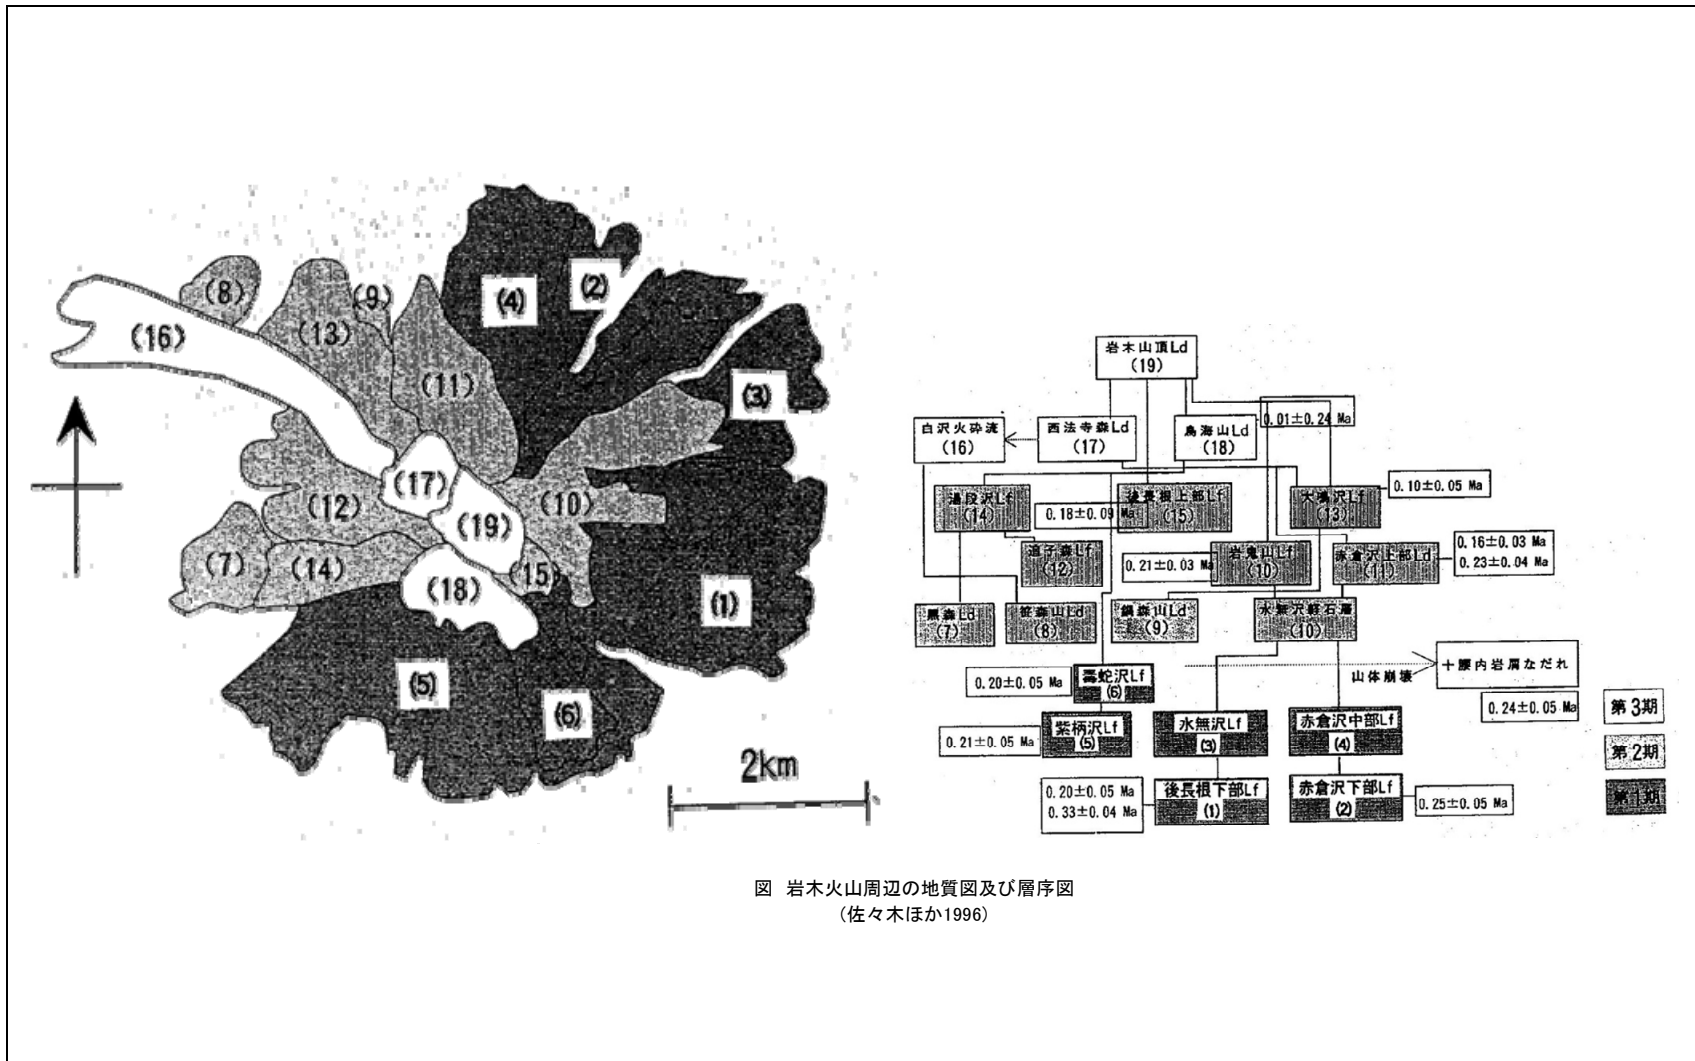 (8)
(9)
(16)
(13)
(4)
(2)
(11)
(3)
(12)
(17)
(10)
(19)
(7)
(14)
(15)
(18)
(1)
(5)
(6)
2km
岩木山頂Ld
(19)
白沢火砕流
(16)
西法寺森Ld
(17)
鳥海山Ld
(18)
0.01±0.24 Ma
湯段沢Lf
(14)
0.18±0.09 Ma
後長根上部Lf
(15)
大鳴沢Lf
(13)
0.10±0.05 Ma
追子森Lf
(12)
0.21±0.03 Ma
岩鬼山Lf
(10)
赤倉沢上部Ld
(11)
0.16±0.03 Ma
0.23±0.04 Ma
黒森Ld
(7)
笹森山Ld
(8)
鍋森山Ld
(9)
水無沢軽石層
(10)
十腰内岩屑なだれ
山体崩壊
0.24±0.05 Ma
0.20±0.05 Ma
毒蛇沢Lf
(6)
0.21±0.05 Ma
紫柄沢Lf
(5)
水無沢Lf
(3)
赤倉沢中部Lf
(4)
0.20±0.05 Ma
0.33±0.04 Ma
後長根下部Lf
(1)
赤倉沢下部Lf
(2)
0.25±0.05 Ma
第3期
第2期
第1期
図 岩木火山周辺の地質図及び層序図
(佐々木ほか1996)